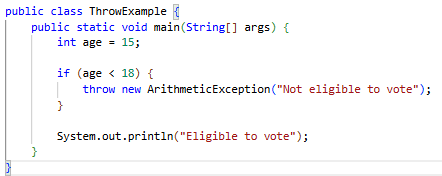 public class ThrowExample {
    public static void main(String[] args) {
        int age = 15;
        if (age < 18) {
            throw new ArithmeticException("Not eligible to vote");
        }
        System.out.println("Eligible to vote");
    }
}